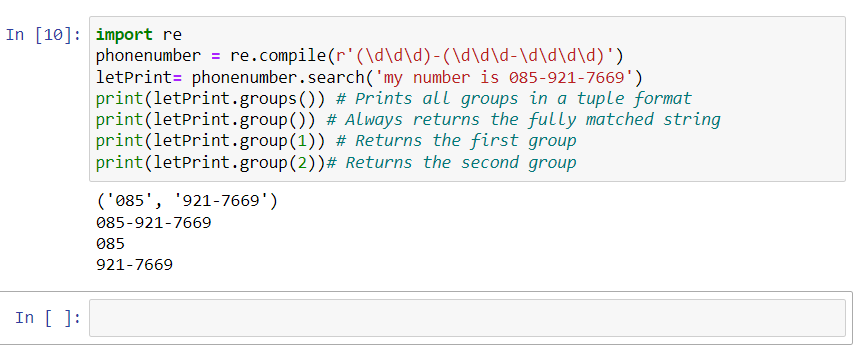 In [10]: import re
phonenumber = re.compile(r'(\d\d\d)-(\d\d\d-\d\d\d\d)')
letPrint= phonenumber.search('my number is 085-921-7669')
print(letPrint.groups()) # Prints all groups in a tuple format
print(letPrint.group()) # Always returns the fully matched string
print(letPrint.group(1)) # Returns the first group
print(letPrint.group(2))# Returns the second group
('085', '921-7669')
085-921-7669
085
921-7669
In [ ]: